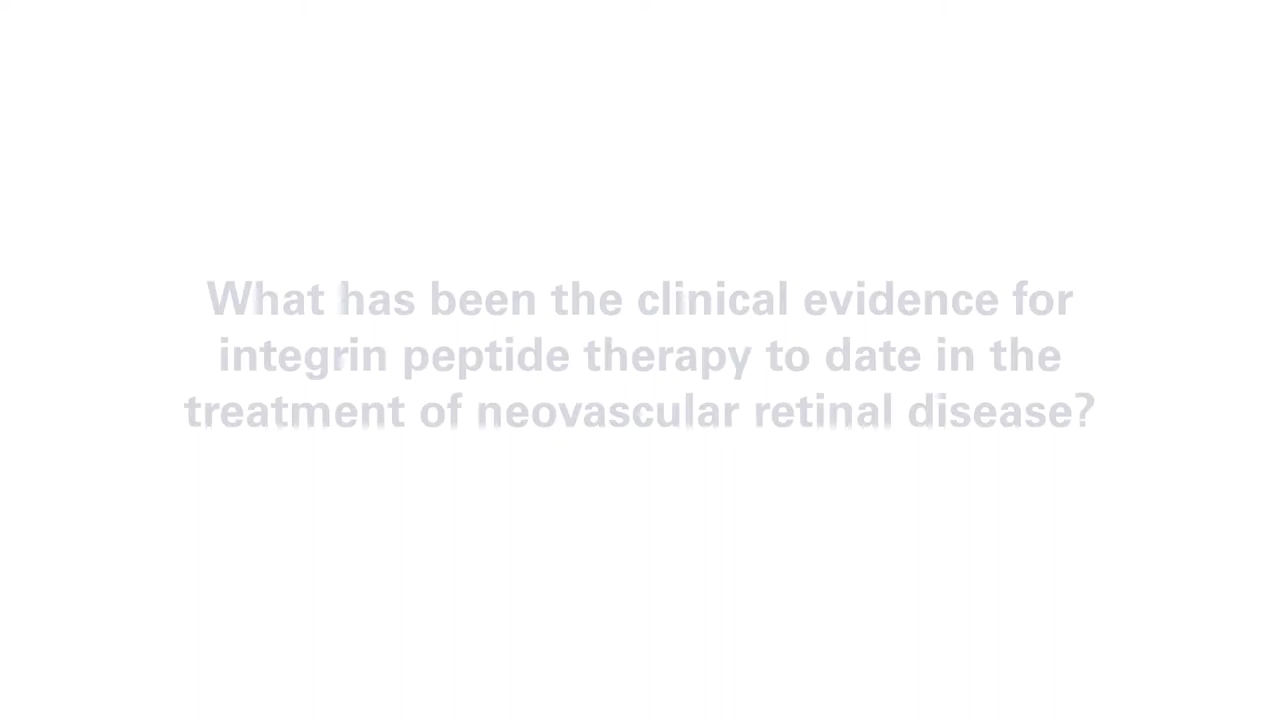 What has been the clinical evidence for
integrin peptide therapy to date in the
treatment of neovascular retinal disease?